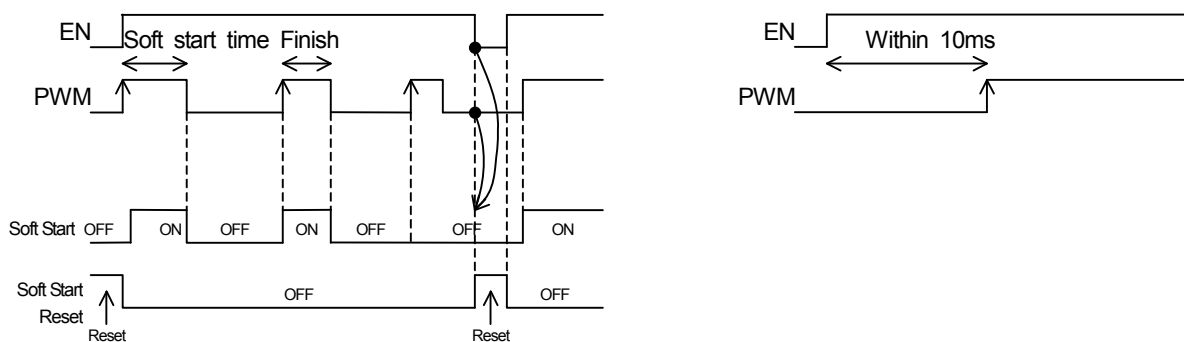 EN
Soft start time Finish
PWM
Soft Start OFF ON OFF ON OFF OFF ON
Soft Start
Reset
OFF OFF
Reset Reset
EN
Within 10ms
PWM